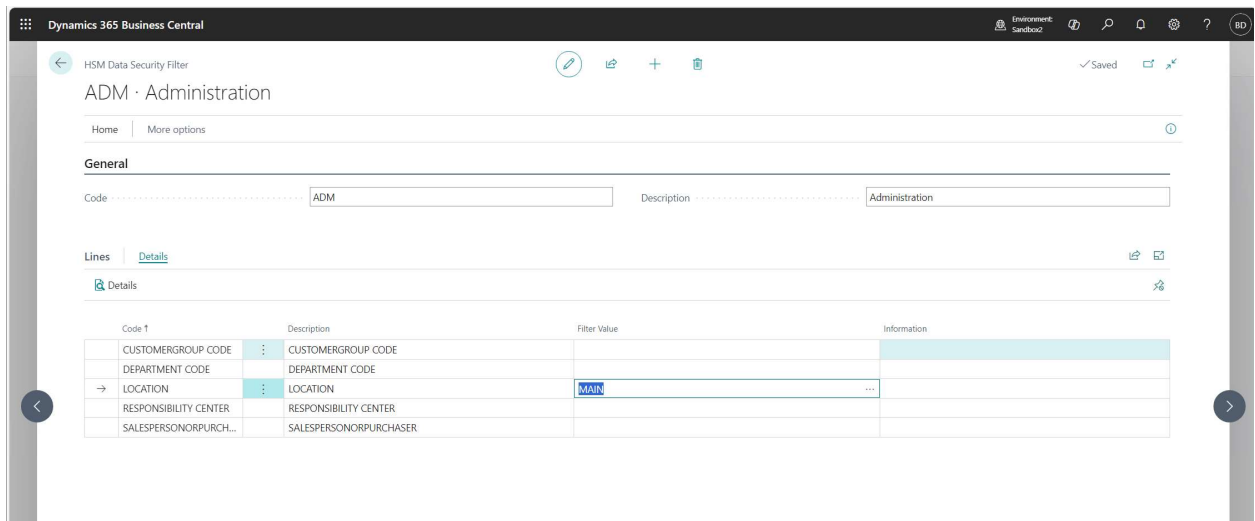 Dynamics 365 Business Central
Environment:
Sandbox2
?
BD
HSM Data Security Filter
Saved
ADM · Administration
Home
More options
General
Code
ADM
Description
Administration
Lines
Details
Details
Code ↑
Description
Filter Value
Information
CUSTOMERGROUP CODE
CUSTOMERGROUP CODE
DEPARTMENT CODE
DEPARTMENT CODE
LOCATION
LOCATION
MAIN
RESPONSIBILITY CENTER
RESPONSIBILITY CENTER
SALESPERSONORPURCH...
SALESPERSONORPURCHASER